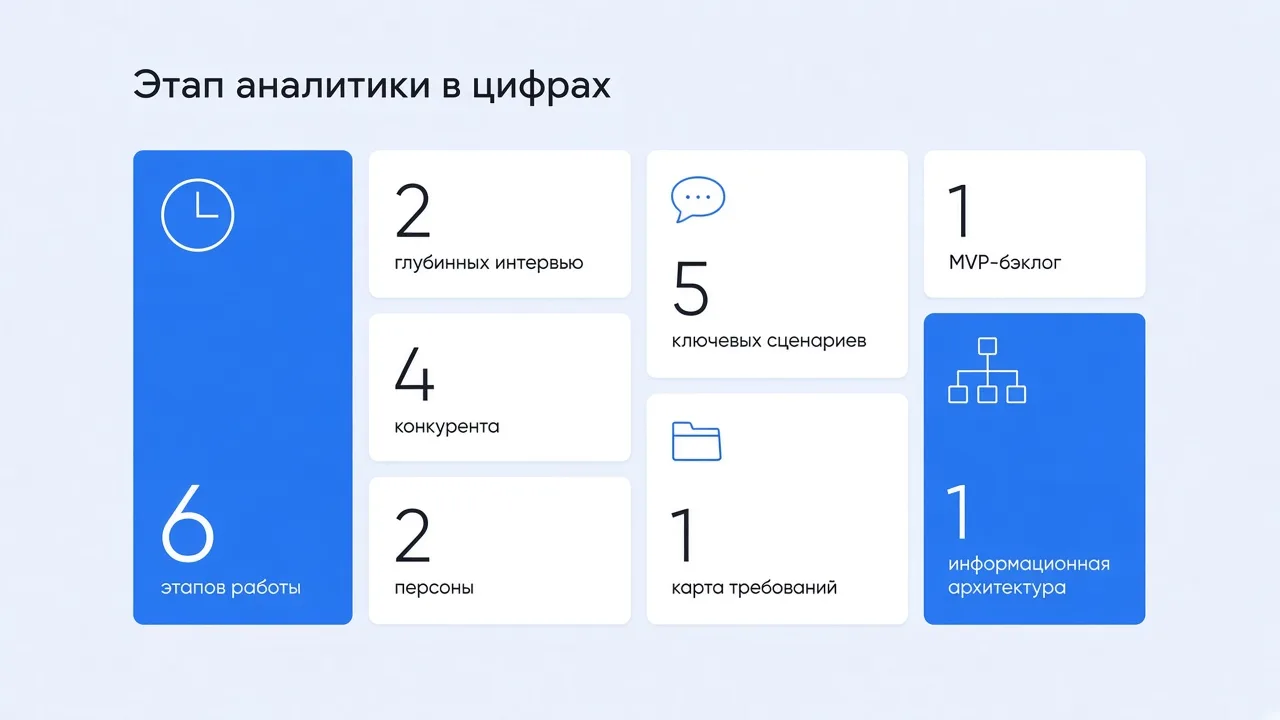 Этап аналитики в цифрах
6
этапов работы
2
глубинных интервью
4
конкурента
2
персоны
5
ключевых сценариев
1
карта требований
1
MVP-бэклог
1
информационная
архитектура